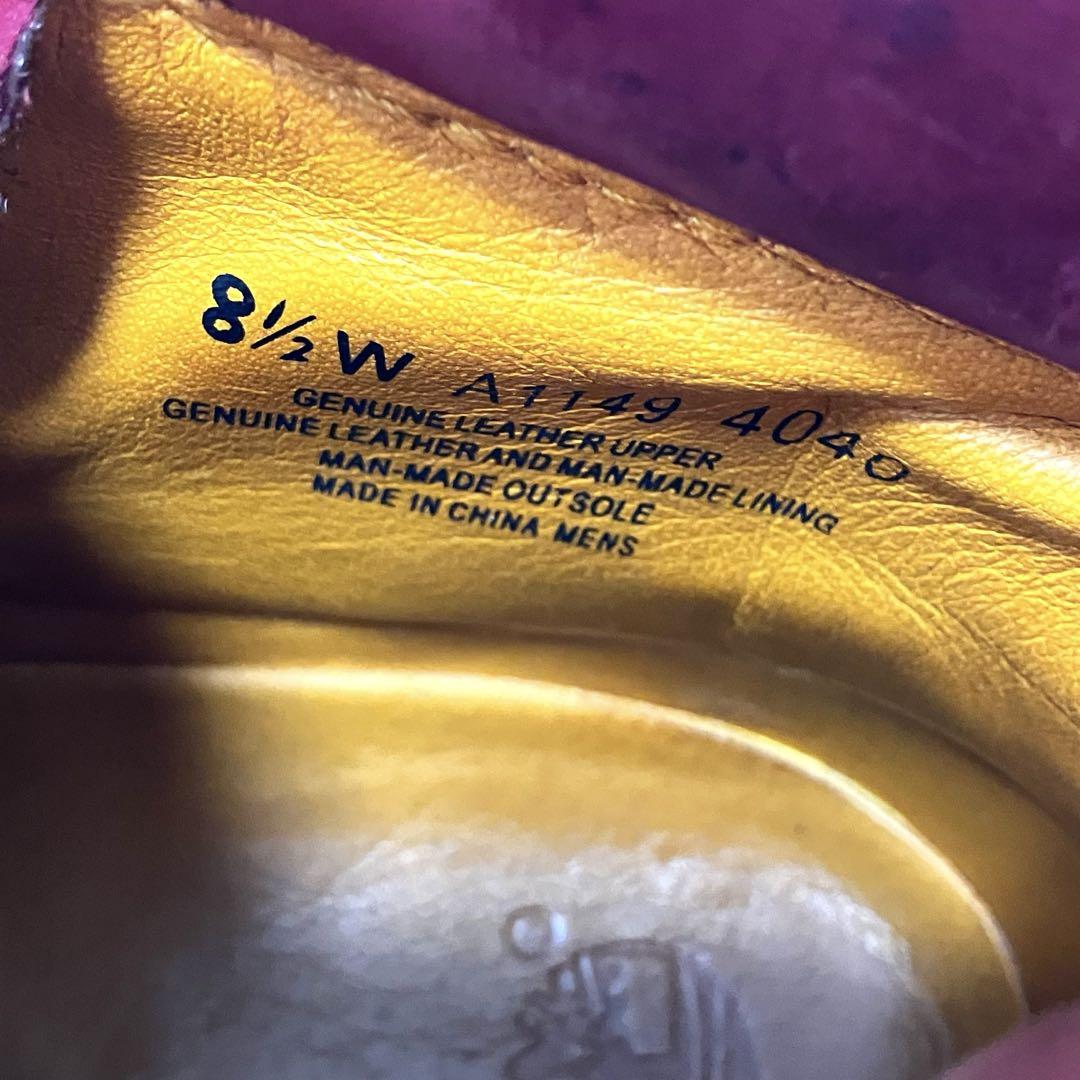 8½ W A1149 4040
GENUINE LEATHER UPPER
GENUINE LEATHER AND MAN-MADE LINING
MAN-MADE OUTSOLE
MADE IN CHINA MENS